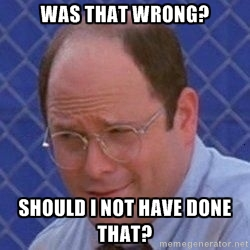 WAS THAT WRONG?
SHOULD I NOT HAVE DONE
THAT?
memegenerator.net